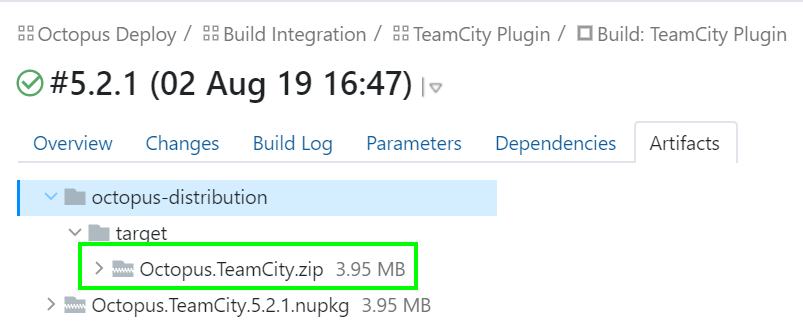 Octopus Deploy / Build Integration / TeamCity Plugin / Build: TeamCity Plugin
#5.2.1 (02 Aug 19 16:47) |
Overview Changes Build Log Parameters Dependencies Artifacts
octopus-distribution
target
Octopus.TeamCity.zip 3.95 MB
Octopus.TeamCity.5.2.1.nupkg 3.95 MB